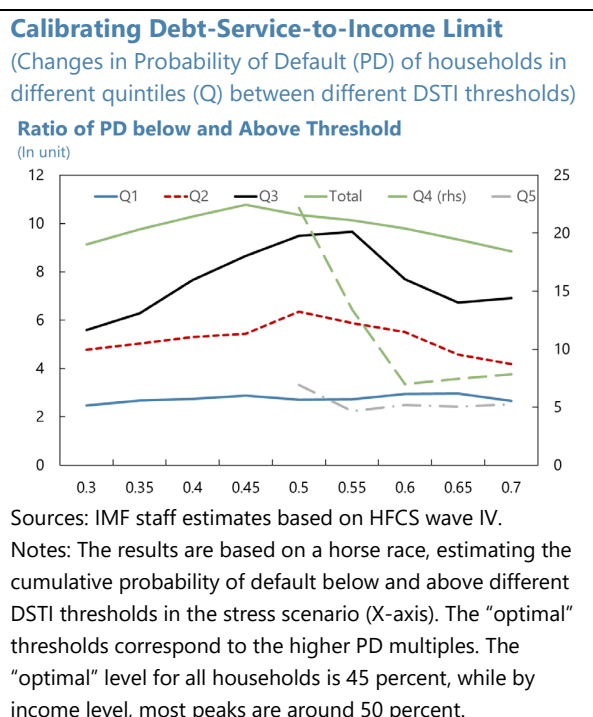 Calibrating Debt-Service-to-Income Limit
(Changes in Probability of Default (PD) of households in
different quintiles (Q) between different DSTI thresholds)
Ratio of PD below and Above Threshold
(In unit)
12 25
Q1 Q2 Q3 Total Q4 (rhs) Q5
10 20
8 15
6
4 10
2 5
0 0
0.3 0.35 0.4 0.45 0.5 0.55 0.6 0.65 0.7
Sources: IMF staff estimates based on HFCS wave IV.
Notes: The results are based on a horse race, estimating the
cumulative probability of default below and above different
DSTI thresholds in the stress scenario (X-axis). The “optimal”
thresholds correspond to the higher PD multiples. The
“optimal” level for all households is 45 percent, while by
income level, most peaks are around 50 percent.